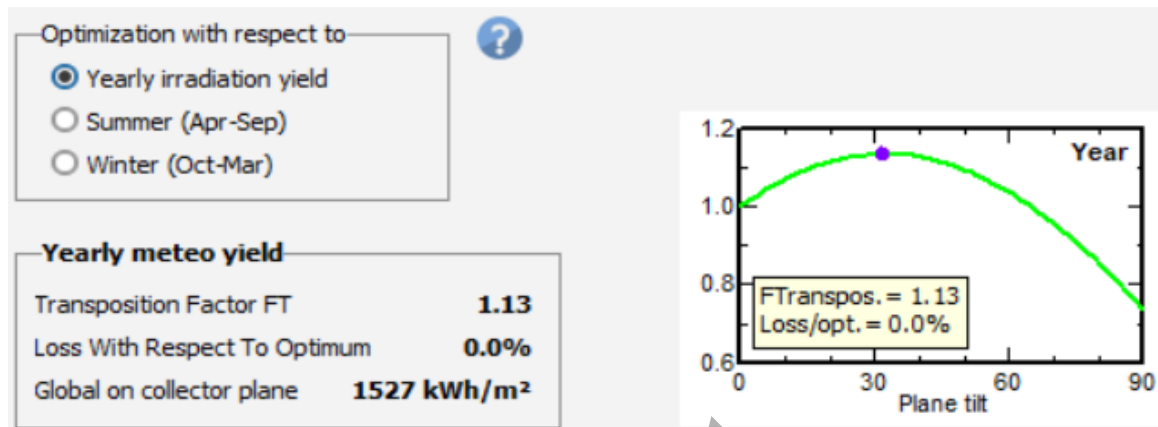 Optimization with respect to
?
Yearly irradiation yield
Summer (Apr-Sep)
Winter (Oct-Mar)
Yearly meteo yield
Transposition Factor FT 1.13
Loss With Respect To Optimum 0.0%
Global on collector plane 1527 kWh/m²
Year
1.2
1.0
0.8
0.6
FTranspos.= 1.13
Loss/opt.= 0.0%
0 30 60 90
Plane tilt